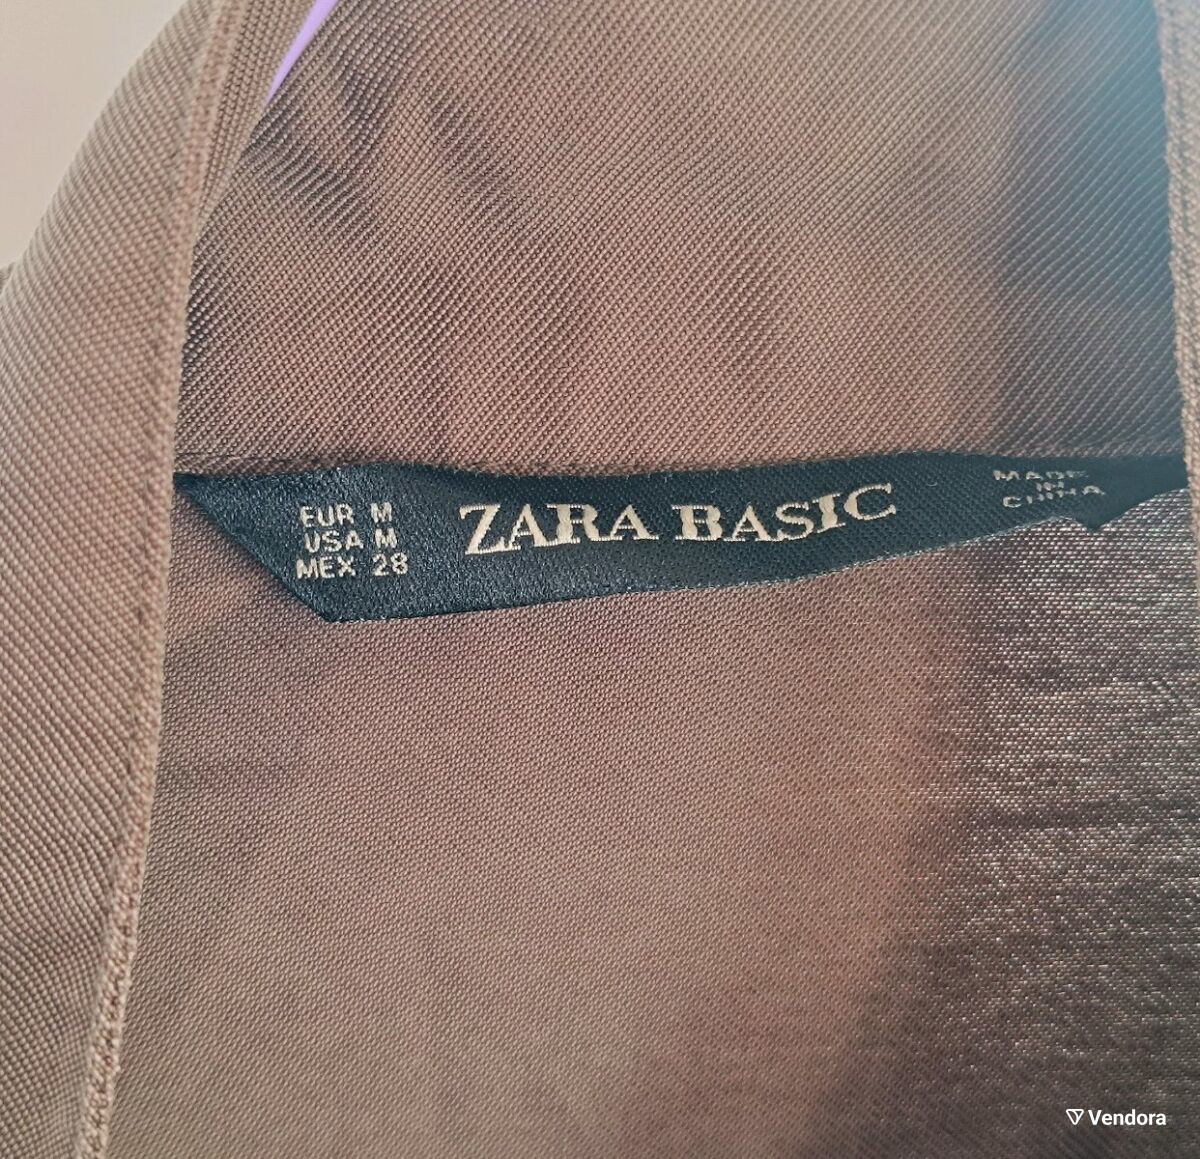 EUR M
USA M
MEX 28
ZARA BASIC
MADE
IN
CHINA
Vendora